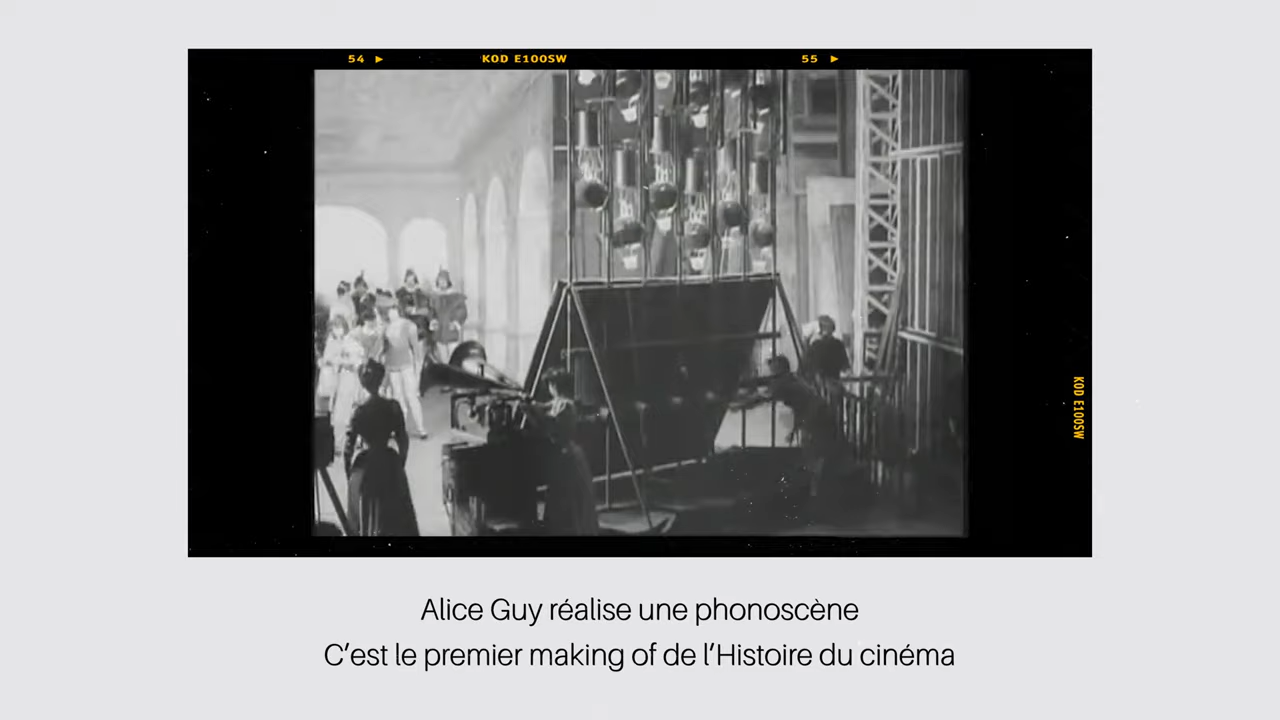 54 ▶ KOD E100SW 55 ▶
KOD E100SW
Alice Guy réalise une phonoscène
C’est le premier making of de l’Histoire du cinéma